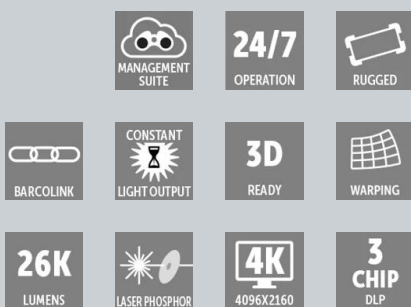 MANAGEMENT
SUITE
24/7
OPERATION
RUGGED
BARCOLINK
CONSTANT
LIGHT OUTPUT
3D
READY
WARPING
26K
LUMENS
LASER PHOSPHOR
4K
4096X2160
3
CHIP
DLP